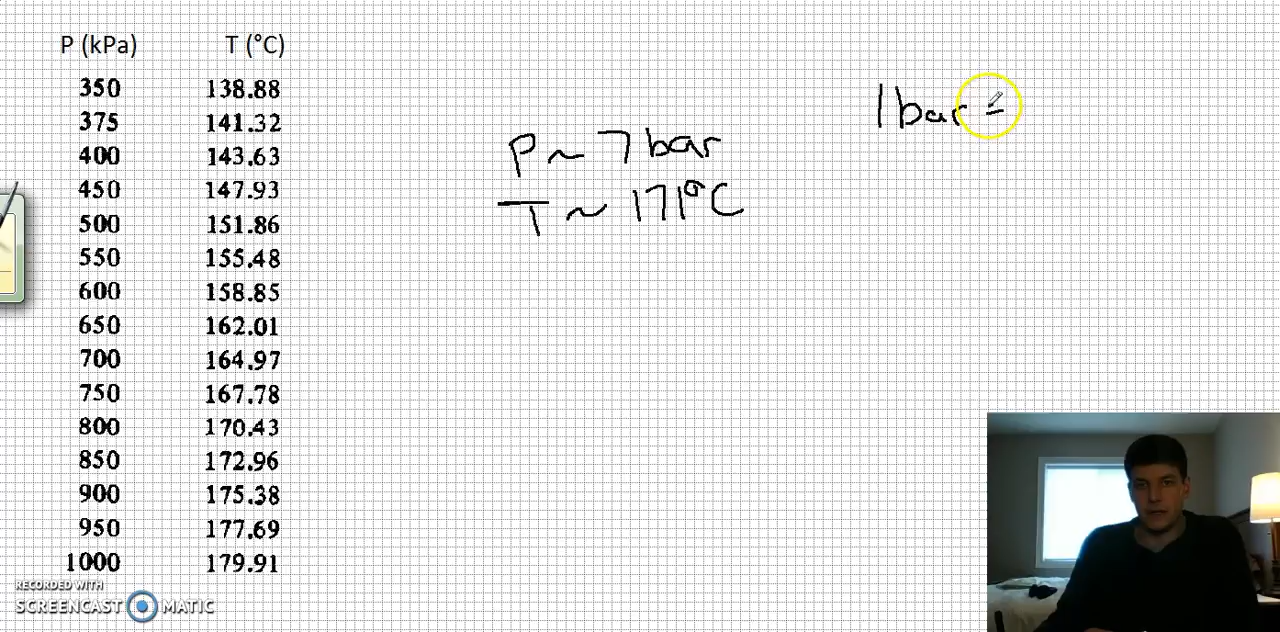 P (kPa) T (°C)
350 138.88
375 141.32
400 143.63
450 147.93
500 151.86
550 155.48
600 158.85
650 162.01
700 164.97
750 167.78
800 170.43
850 172.96
900 175.38
950 177.69
1000 179.91
P ~ 7 bar
T ~ 171°C
1 bar =
RECORDED WITH
SCREENCAST MATIC